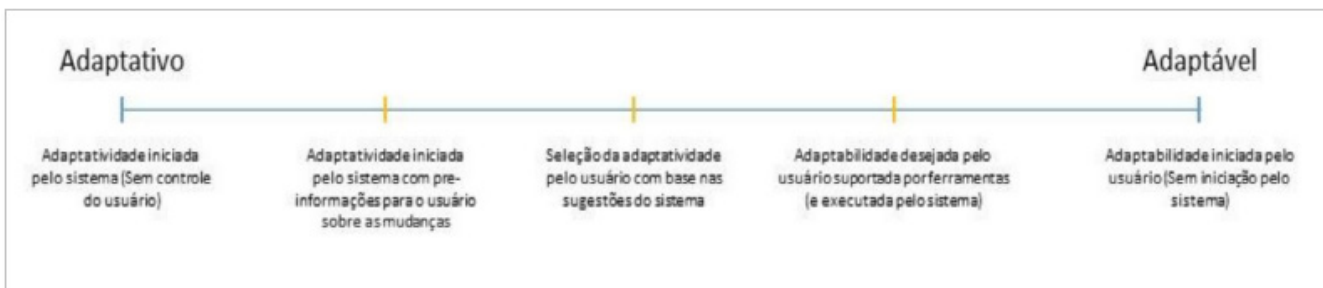 Adaptativo
Adaptável
Adaptatividade iniciada
pelo sistema (Sem controle
do usuário)
Adaptatividade iniciada
pelo sistema com pre-
informações para o usuário
sobre as mudanças
Seleção da adaptatividade
pelo usuário com base nas
sugestões do sistema
Adaptabilidade desejada pelo
usuário suportada por ferramentas
(e executada pelo sistema)
Adaptabilidade iniciada pelo
usuário (Sem iniciação pelo
sistema)